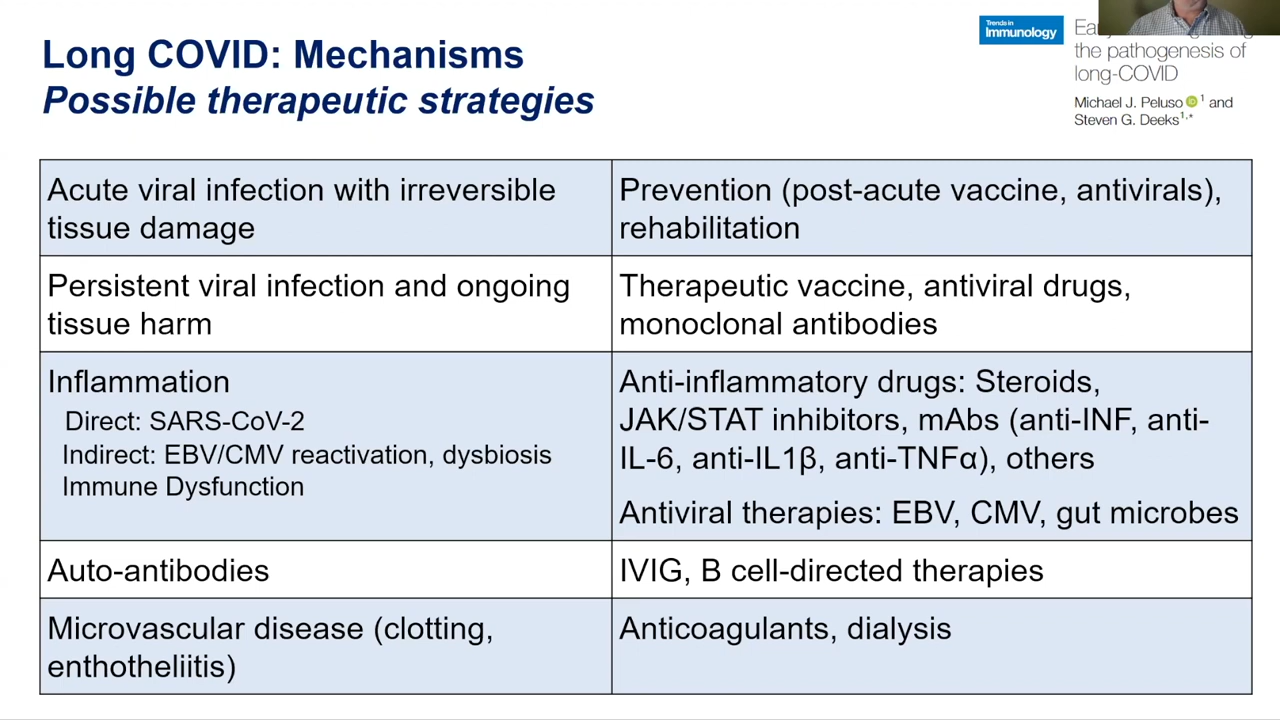 Long COVID: Mechanisms
Possible therapeutic strategies
Trends in
Immunology
the pathogenesis of
long-COVID
Michael J. Peluso iD 1 and
Steven G. Deeks1,*
Acute viral infection with irreversible
tissue damage
Prevention (post-acute vaccine, antivirals),
rehabilitation
Persistent viral infection and ongoing
tissue harm
Therapeutic vaccine, antiviral drugs,
monoclonal antibodies
Inflammation
Direct: SARS-CoV-2
Indirect: EBV/CMV reactivation, dysbiosis
Immune Dysfunction
Anti-inflammatory drugs: Steroids,
JAK/STAT inhibitors, mAbs (anti-INF, anti-
IL-6, anti-IL1β, anti-TNFα), others
Antiviral therapies: EBV, CMV, gut microbes
Auto-antibodies
IVIG, B cell-directed therapies
Microvascular disease (clotting,
enthotheliitis)
Anticoagulants, dialysis